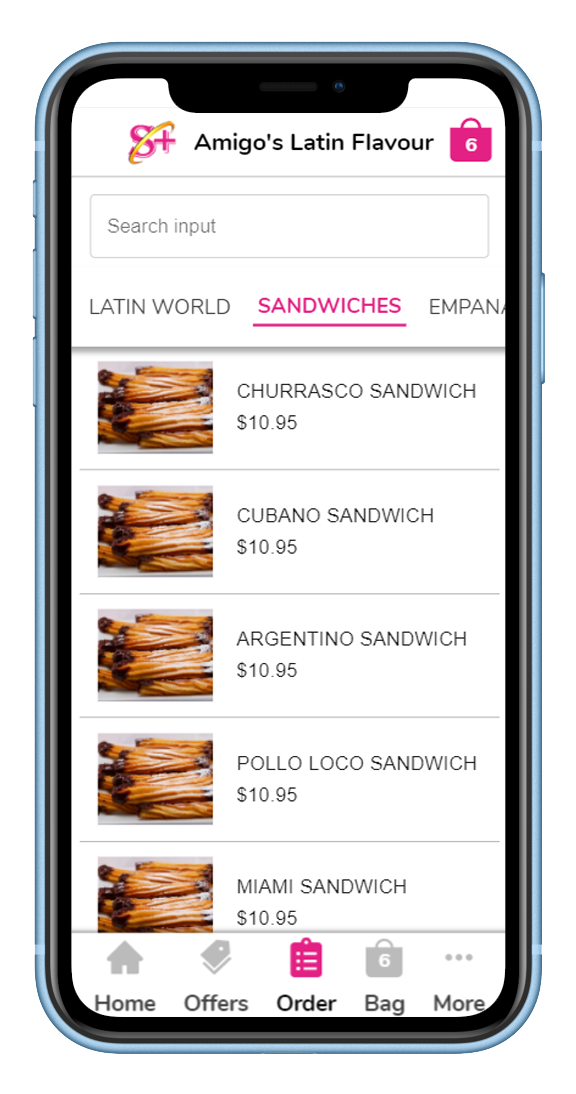 8+ Amigo's Latin Flavour 6
Search input
LATIN WORLD SANDWICHES EMPANA
CHURRASCO SANDWICH
$10.95
CUBANO SANDWICH
$10.95
ARGENTINO SANDWICH
$10.95
POLLO LOCO SANDWICH
$10.95
MIAMI SANDWICH
$10.95
6
Home Offers Order Bag More